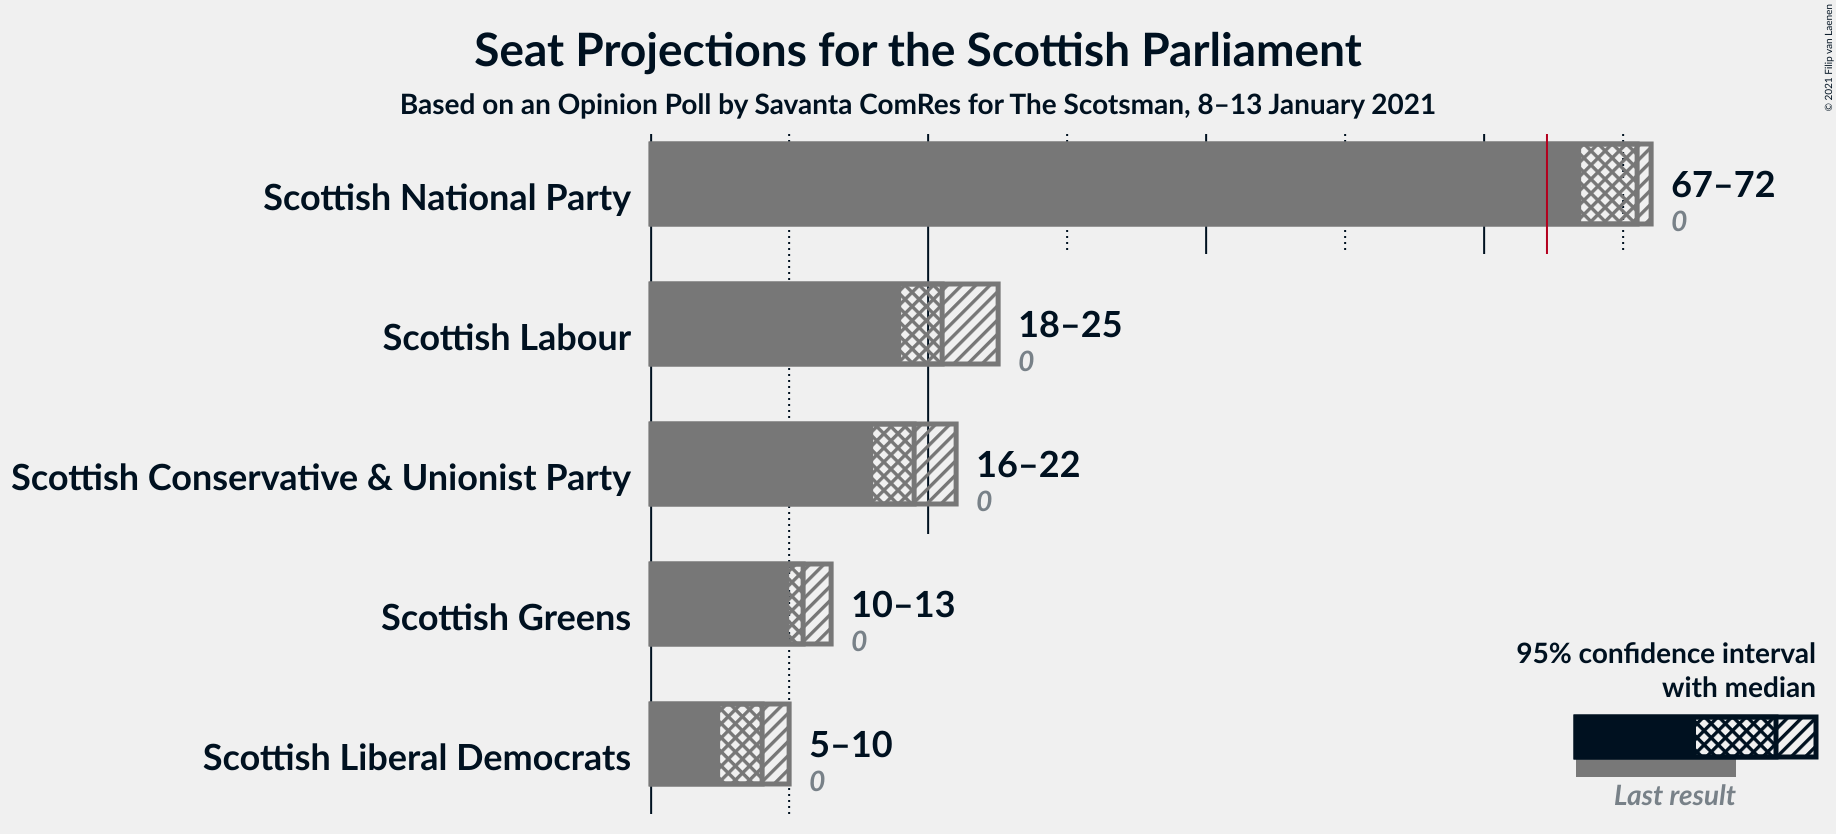 Seat Projections for the Scottish Parliament
Based on an Opinion Poll by Savanta ComRes for The Scotsman, 8–13 January 2021
© 2021 Filip van Laenen
Scottish National Party
67–72
0
Scottish Labour
18–25
0
Scottish Conservative & Unionist Party
16–22
0
Scottish Greens
10–13
0
Scottish Liberal Democrats
5–10
0
95% confidence interval
with median
Last result